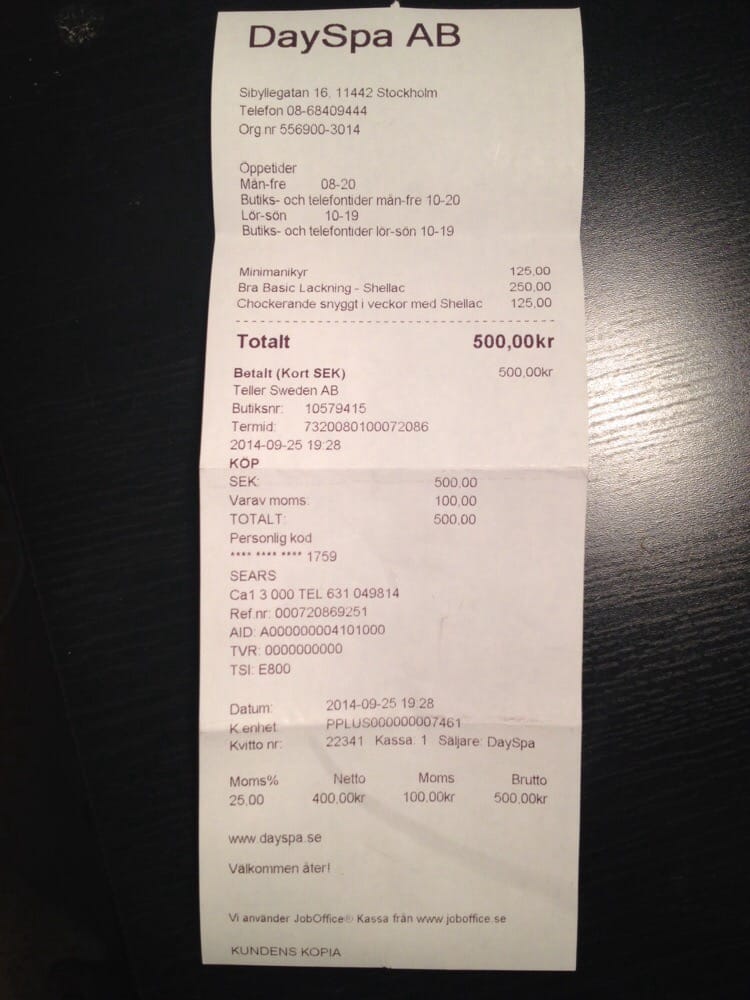 DaySpa AB
Sibyllegatan 16, 11442 Stockholm
Telefon 08-68409444
Org.nr 556900-3014
Öppetider
Mån-fre 08-20
Butiks- och telefontider mån-fre 10-20
Lör-sön 10-19
Butiks- och telefontider lör-sön 10-19
Minimanikyr 125,00
Bra Basic Lackning - Shellac 250,00
Chockerande snyggt i veckor med Shellac 125,00
Totalt 500,00kr
Betalt (Kort SEK) 500,00kr
Teller Sweden AB
Butiksnr: 10579415
Termid: 7320080100072086
2014-09-25 19:28
KÖP
SEK: 500.00
Varav moms: 100,00
TOTALT: 500.00
Personlig kod
**** **** **** 1759
SEARS
Ca1 3 000 TEL 631 049814
Ref.nr: 000720869251
AID: A000000004101000
TVR: 0000000000
TSI: E800
Datum: 2014-09-25 19:28
K.enhet: PPLUS000000007461
Kvitto nr: 22341 Kassa: 1 Säljare: DaySpa
Moms% Netto Moms Brutto
25,00 400,00kr 100,00kr 500,00kr
www.dayspa.se
Välkommen åter!
Vi använder JobOffice® Kassa från www.joboffice.se
KUNDENS KOPIA